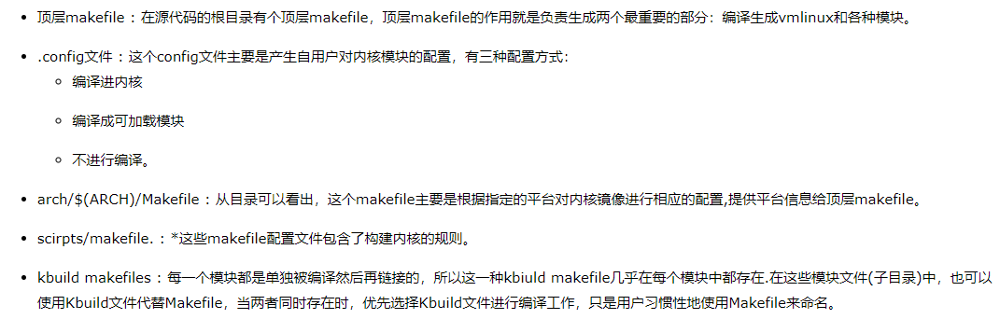 顶层makefile : 在源代码的根目录有个顶层makefile，顶层makefile的作用就是负责生成两个最重要的部分：编译生成vmlinux和各种模块。
.config文件 : 这个config文件主要是产生自用户对内核模块的配置，有三种配置方式：
编译进内核
编译成可加载模块
不进行编译。
arch/$(ARCH)/Makefile : 从目录可以看出，这个makefile主要是根据指定的平台对内核镜像进行相应的配置,提供平台信息给顶层makefile。
scirpts/makefile. : *这些makefile配置文件包含了构建内核的规则。
kbuild makefiles : 每一个模块都是单独被编译然后再链接的，所以这一种kbiuld makefile几乎在每个模块中都存在.在这些模块文件(子目录)中，也可以
使用Kbuild文件代替Makefile，当两者同时存在时，优先选择Kbuild文件进行编译工作，只是用户习惯性地使用Makefile来命名。